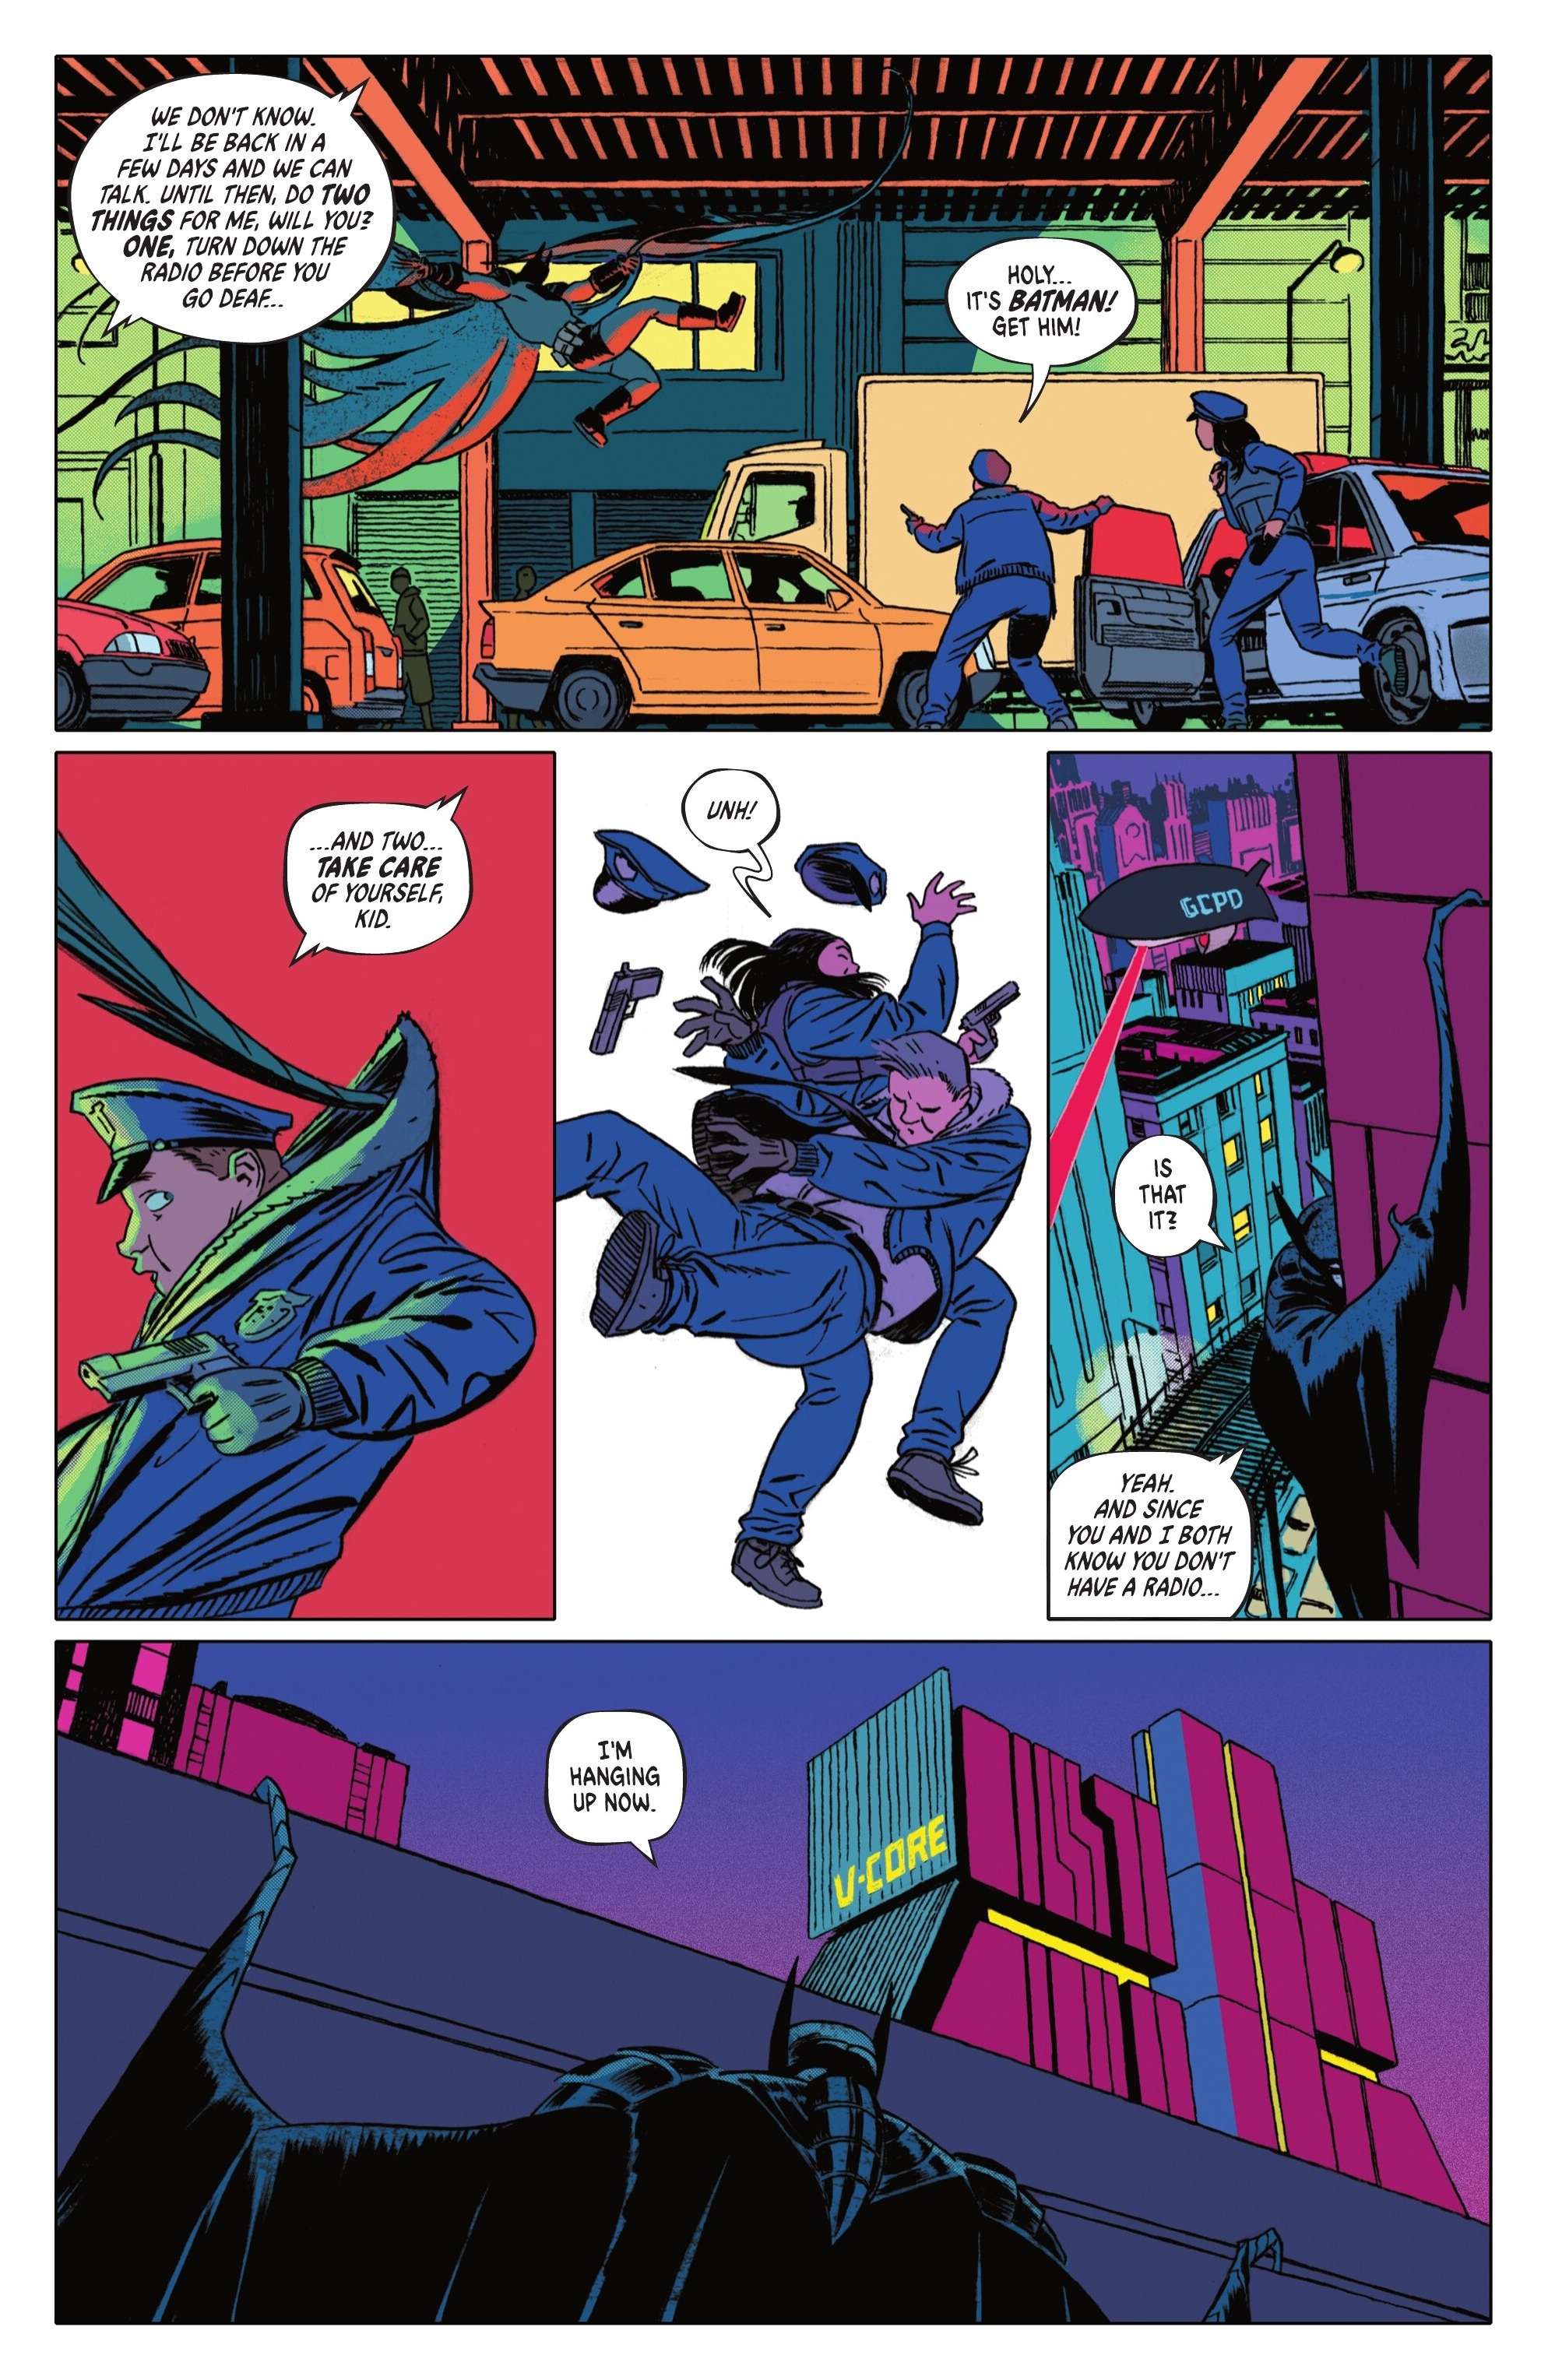 WE DON'T KNOW.
I'LL BE BACK IN A
FEW DAYS AND WE CAN
TALK. UNTIL THEN, DO TWO
THINGS FOR ME, WILL YOU?
ONE, TURN DOWN THE
RADIO BEFORE YOU
GO DEAF...
HOLY...
IT'S BATMAN!
GET HIM!
...AND TWO...
TAKE CARE
OF YOURSELF,
KID.
UNH!
GCPD
IS
THAT
IT?
YEAH.
AND SINCE
YOU AND I BOTH
KNOW YOU DON'T
HAVE A RADIO...
I'M
HANGING
UP NOW.
V-CORE